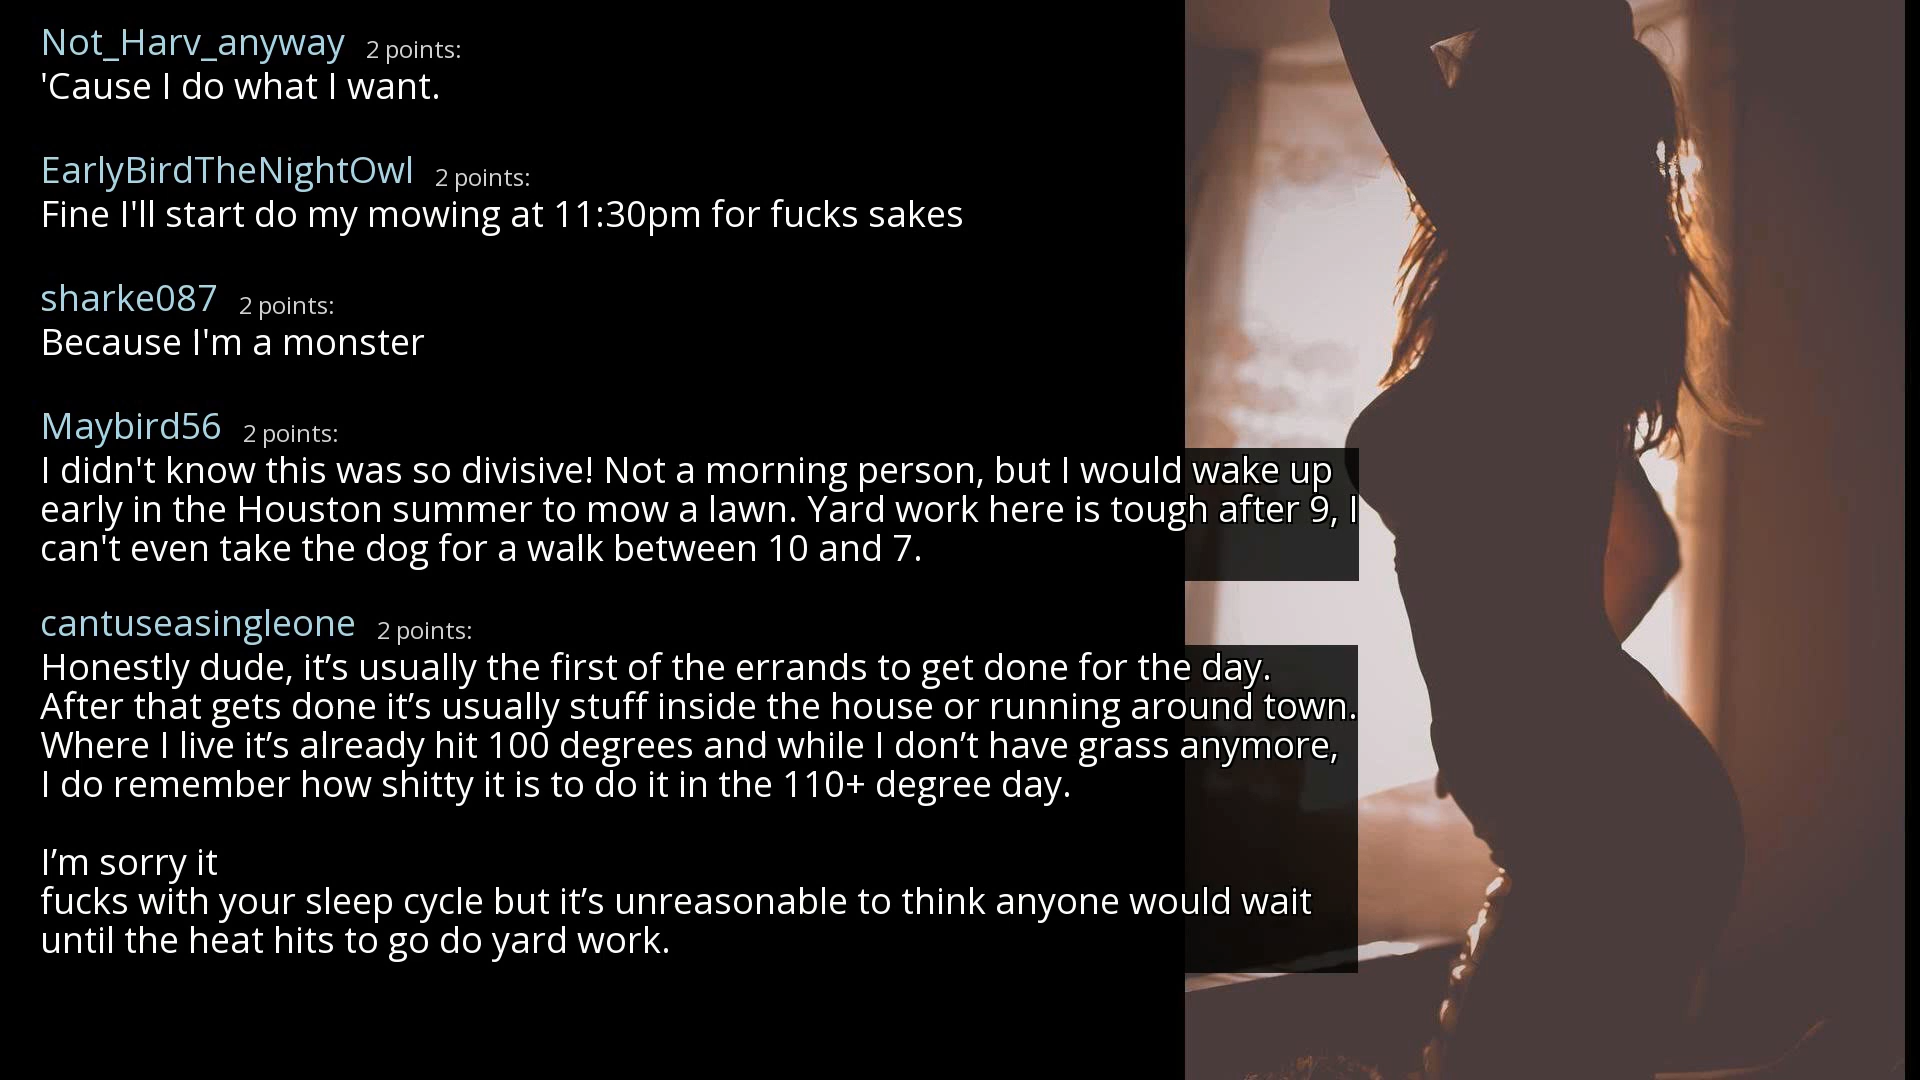 Not_Harv_anyway 2 points:
'Cause I do what I want.
EarlyBirdTheNightOwl 2 points:
Fine I'll start do my mowing at 11:30pm for fucks sakes
sharke087 2 points:
Because I'm a monster
Maybird56 2 points:
I didn't know this was so divisive! Not a morning person, but I would wake up
early in the Houston summer to mow a lawn. Yard work here is tough after 9, I
can't even take the dog for a walk between 10 and 7.
cantuseasingleone 2 points:
Honestly dude, it’s usually the first of the errands to get done for the day.
After that gets done it’s usually stuff inside the house or running around town.
Where I live it’s already hit 100 degrees and while I don’t have grass anymore,
I do remember how shitty it is to do it in the 110+ degree day.
I’m sorry it
fucks with your sleep cycle but it’s unreasonable to think anyone would wait
until the heat hits to go do yard work.